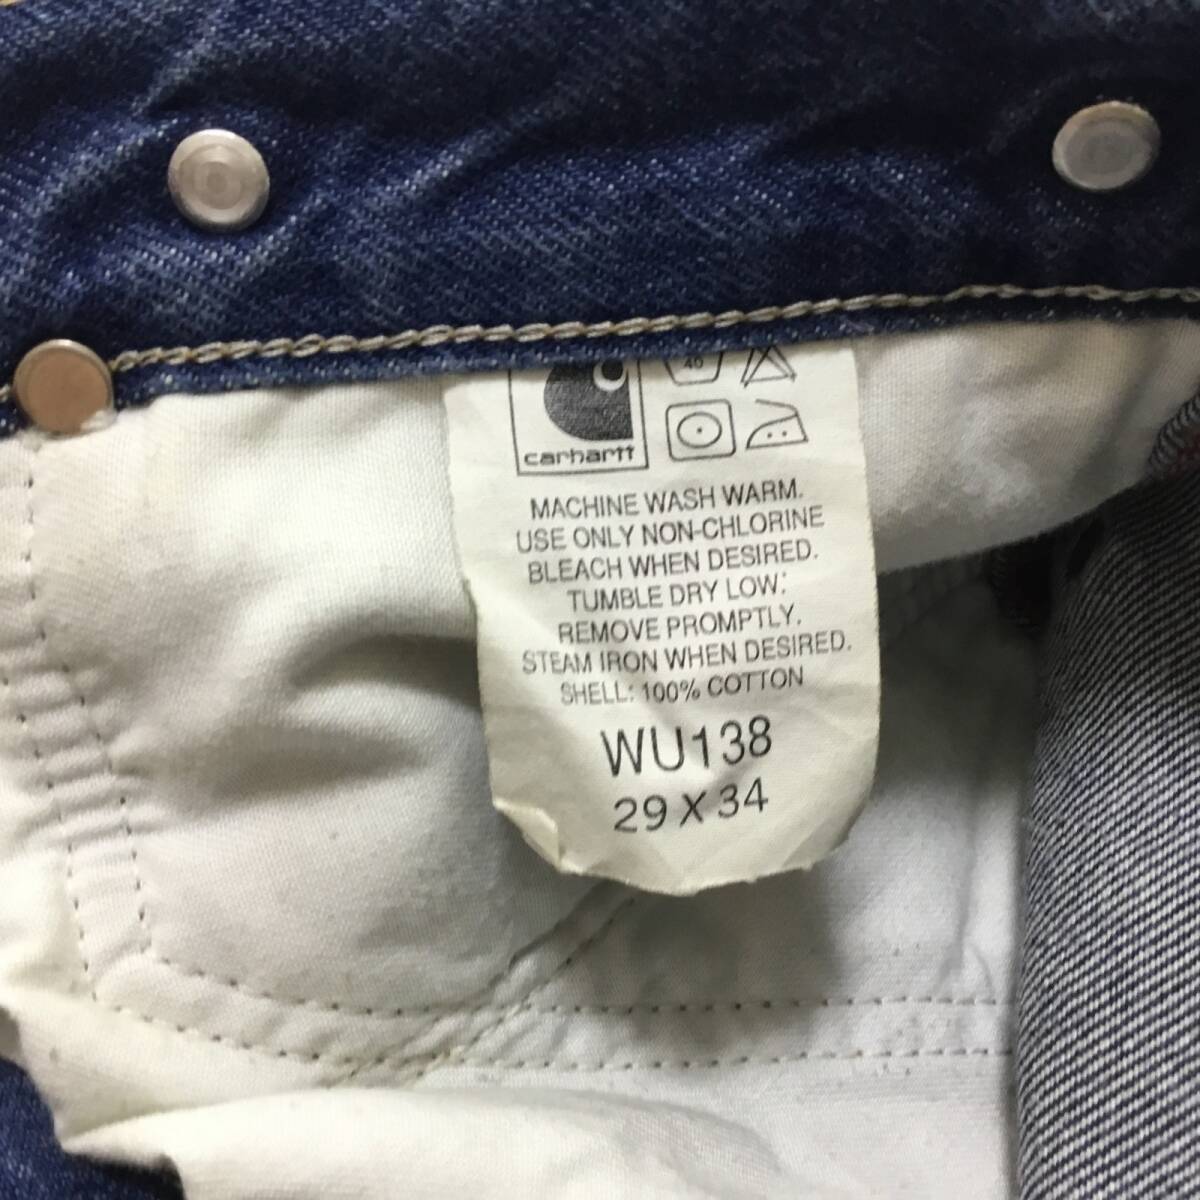 40
carhartt
MACHINE WASH WARM.
USE ONLY NON-CHLORINE
BLEACH WHEN DESIRED.
TUMBLE DRY LOW:
REMOVE PROMPTLY.
STEAM IRON WHEN DESIRED.
SHELL: 100% COTTON
WU138
29 X 34